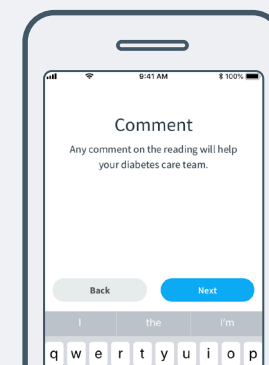 9:41 AM 100%
Comment
Any comment on the reading will help
your diabetes care team.
Back Next
I the I'm
q w e r t y u i o p